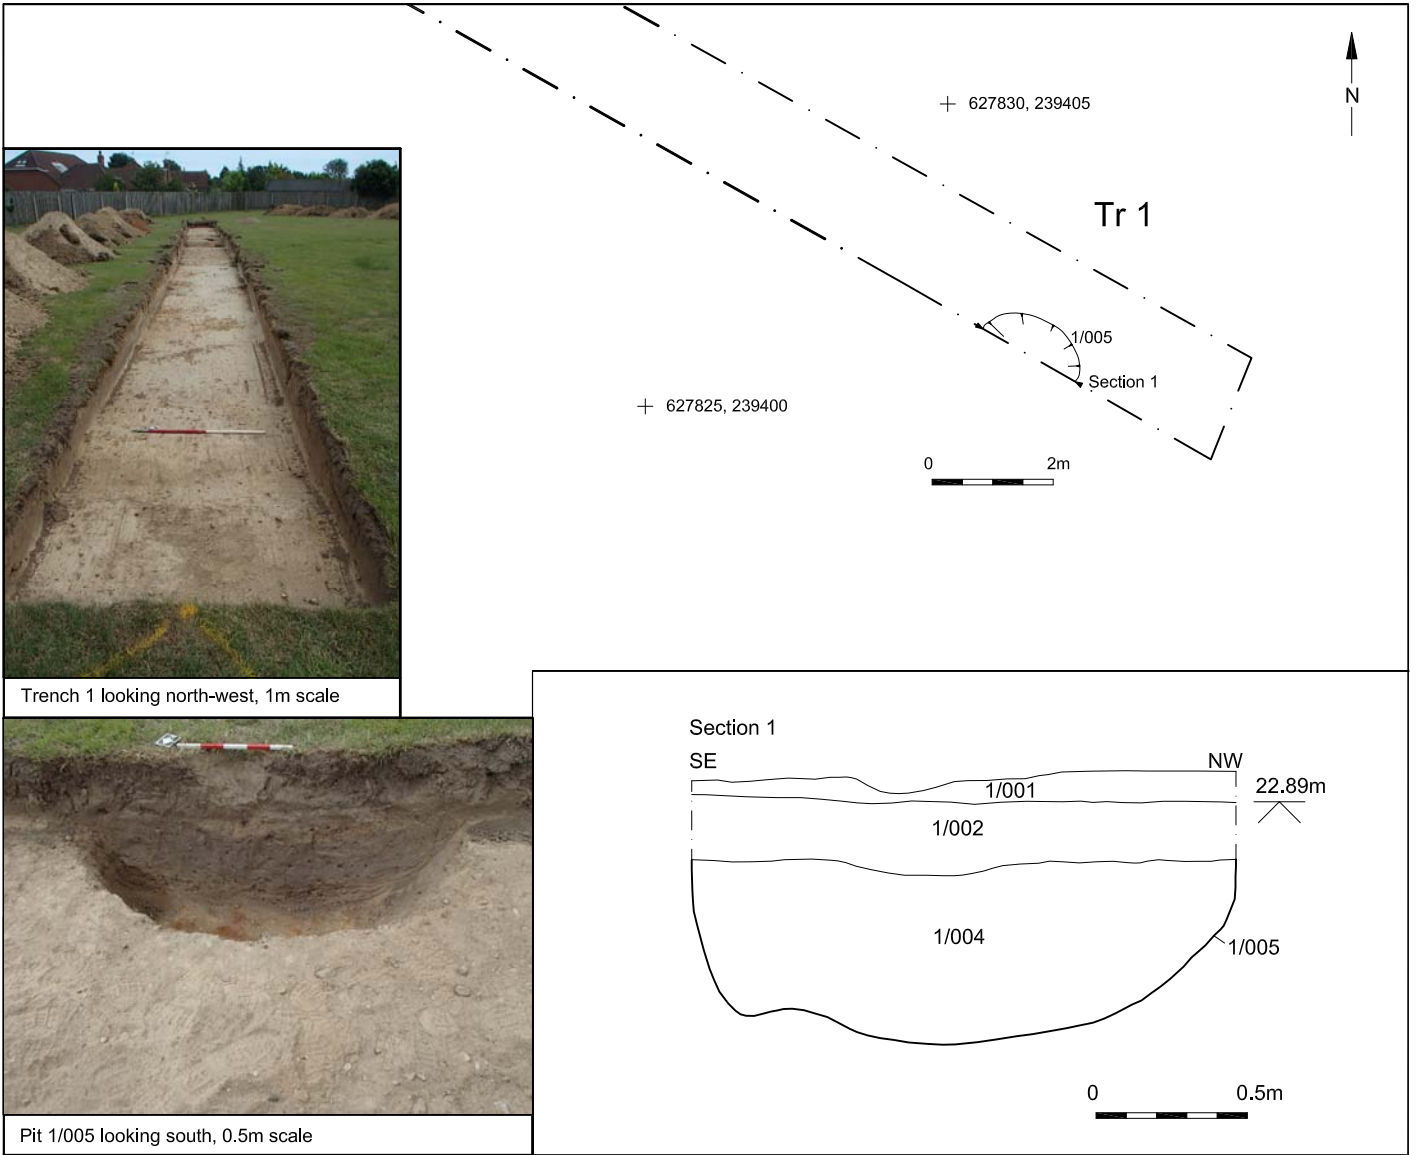 627830, 239405
N
Tr 1
1/005
Section 1
627825, 239400
0 2m
Trench 1 looking north-west, 1m scale
Section 1
SE NW
1/001
22.89m
1/002
1/004
1/005
0 0.5m
Pit 1/005 looking south, 0.5m scale